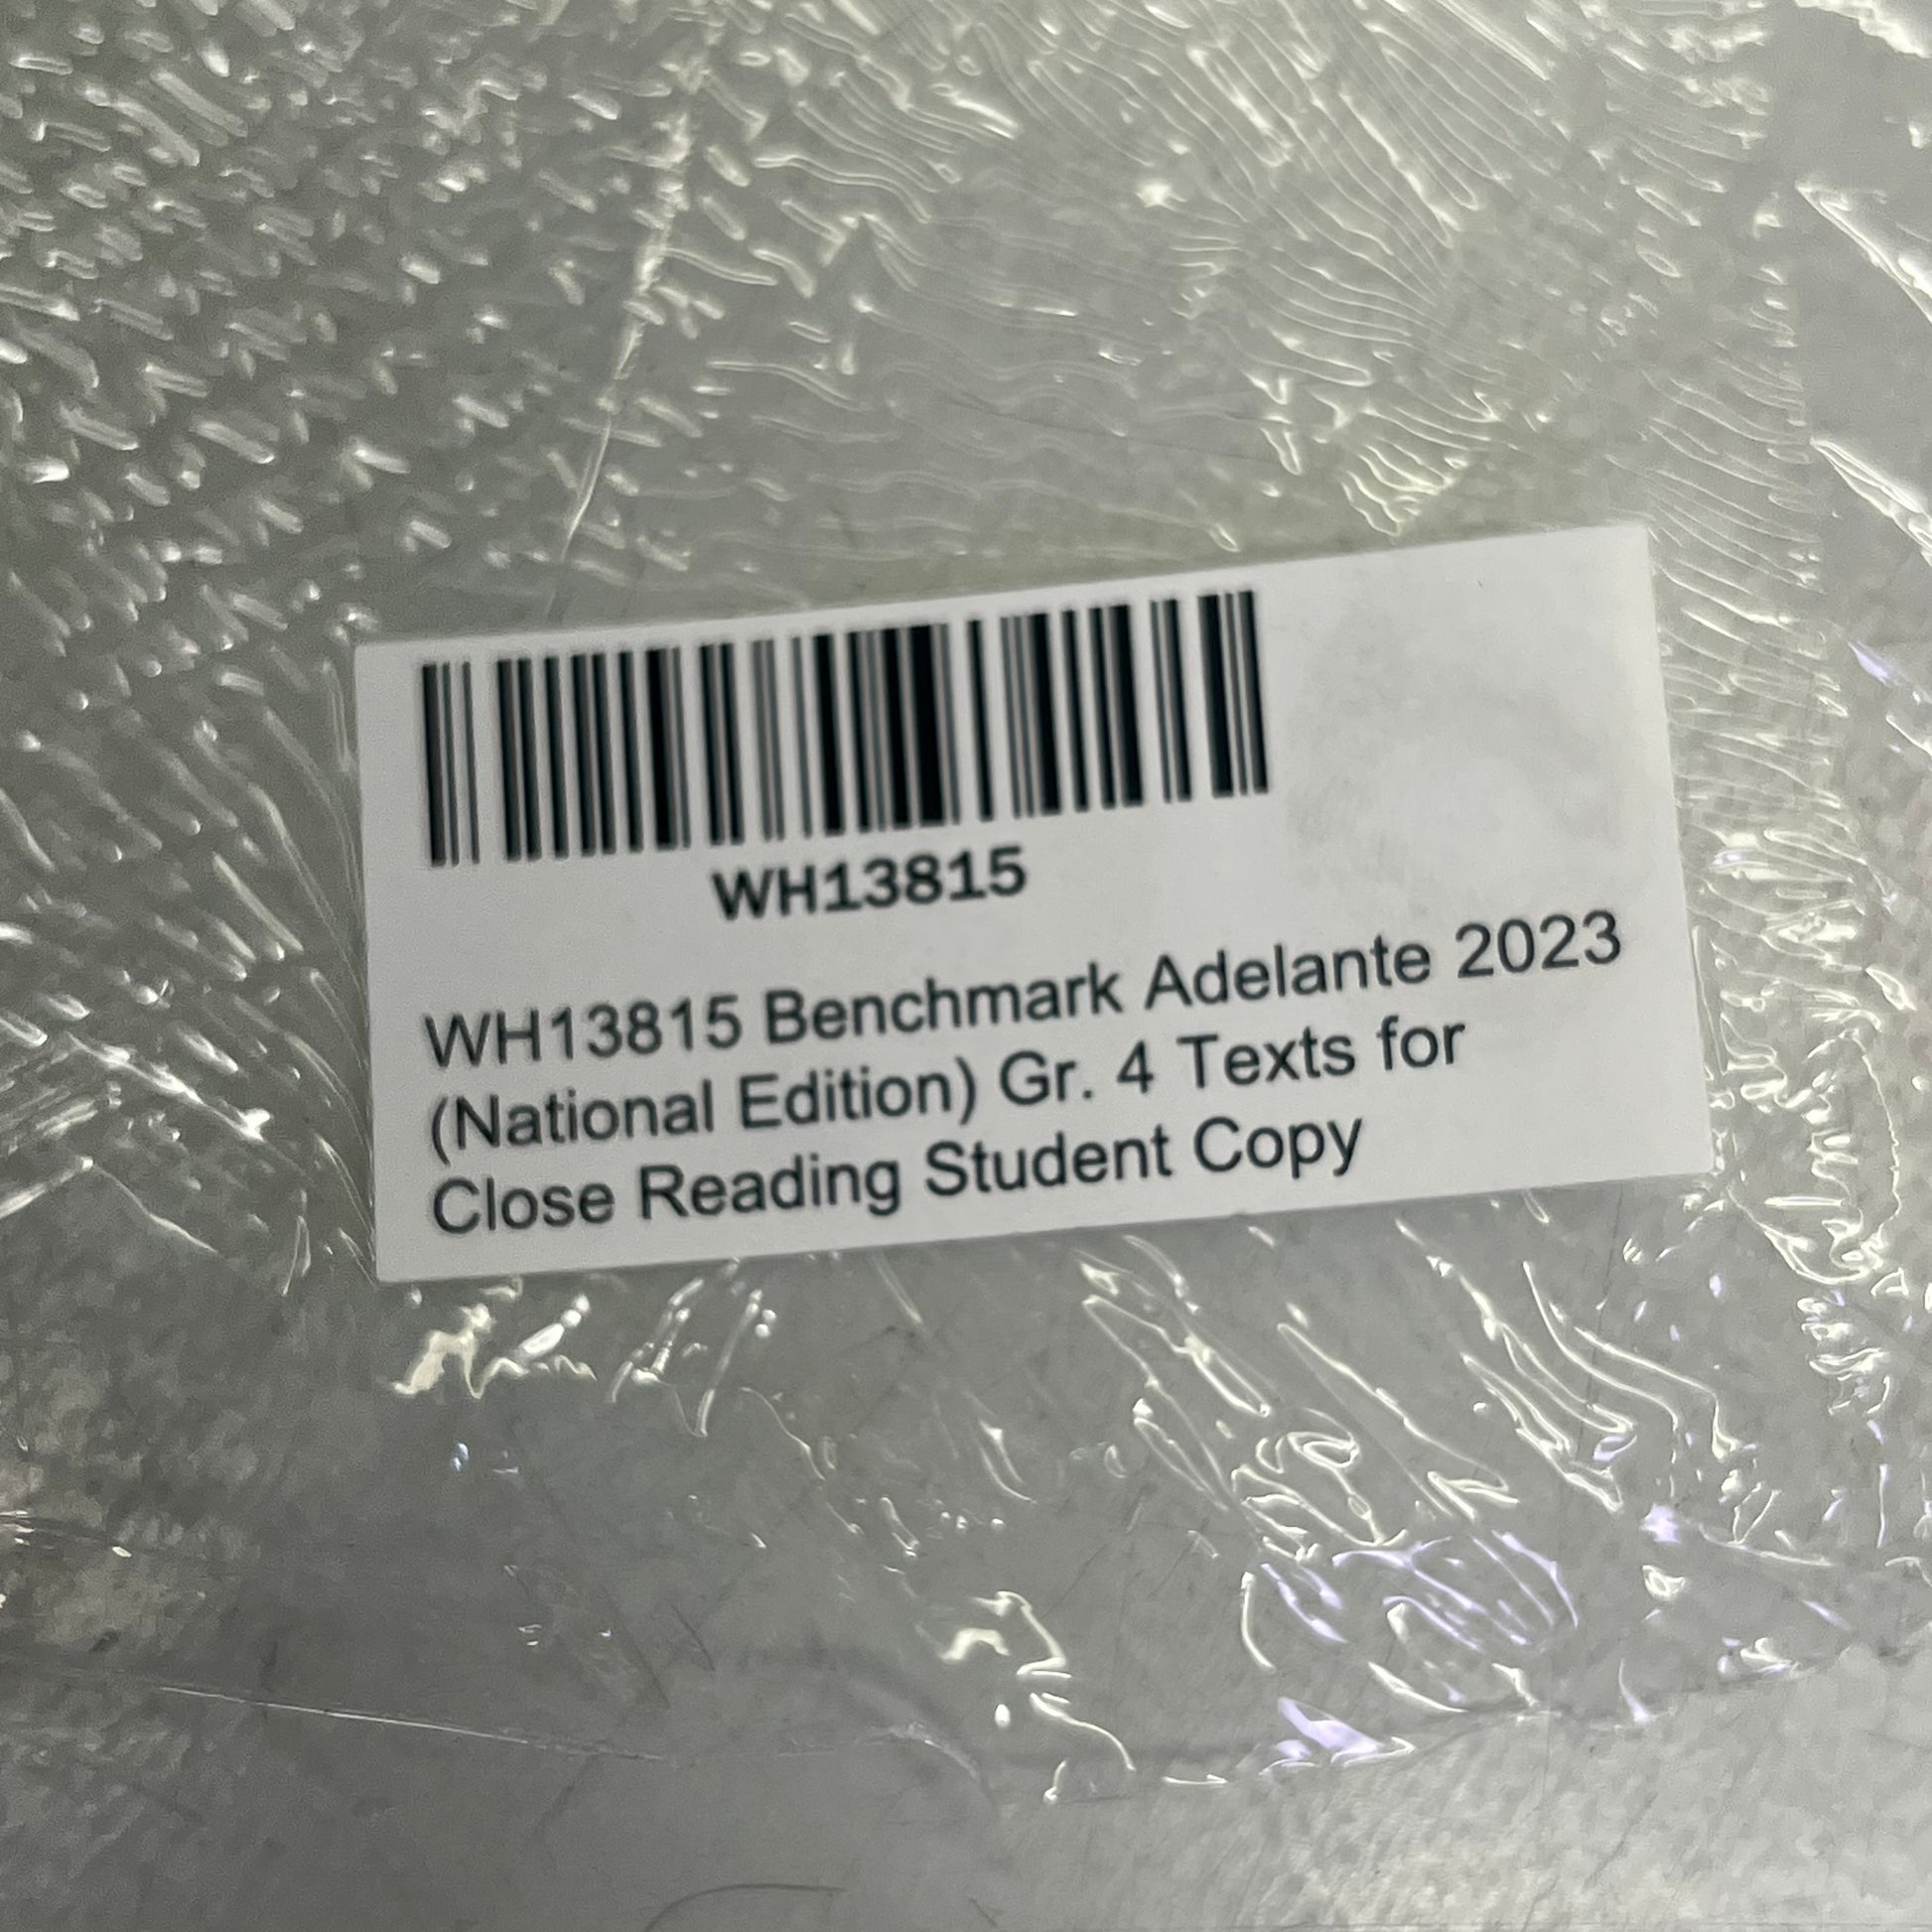 WH13815
WH13815 Benchmark Adelante 2023
(National Edition) Gr. 4 Texts for
Close Reading Student Copy